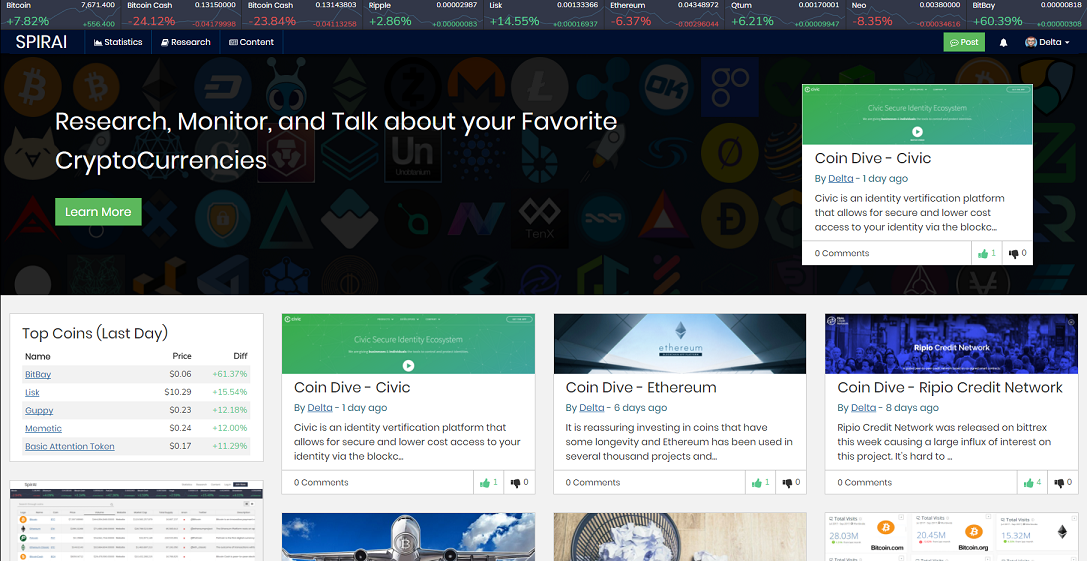 Bitcoin 7,671,400
+7.82% +556,400
Bitcoin Cash 0.13150000
-24.12% -0.04179998
Bitcoin Cash 0.13143803
-23.84% -0.04113258
Ripple 0.00002987
+2.86% +0.00000083
Lisk 0.00133366
+14.55% +0.00016937
Ethereum 0.04348972
-6.37% -0.00296044
Qtum 0.00170001
+6.21% +0.00009947
Neo 0.00380000
-8.35% -0.00034616
BitBay 0.00000818
+60.39% +0.00000308
SPIRAI
Statistics
Research
Content
Post
Delta
Research, Monitor, and Talk about your Favorite
CryptoCurrencies
Learn More
Civic
Civic Secure Identity Ecosystem
Coin Dive - Civic
By Delta - 1 day ago
Civic is an identity vertification platform
that allows for secure and lower cost
access to your identity via the blockc...
0 Comments 1 0
OK
GO
Un
Unobtanium
TenX
Top Coins (Last Day)
Name Price Diff
BitBay $0.06 +61.37%
Lisk $10.29 +15.54%
Guppy $0.23 +12.18%
Memetic $0.24 +12.00%
Basic Attention Token $0.17 +11.29%
Civic
Civic Secure Identity Ecosystem
Coin Dive - Civic
By Delta - 1 day ago
Civic is an identity vertification platform that
allows for secure and lower cost access to your
identity via the blockc...
0 Comments 1 0
ethereum
Coin Dive - Ethereum
By Delta - 6 days ago
It is reassuring investing in coins that have
some longevity and Ethereum has been used in
several thousand projects and...
0 Comments 1 0
Ripio Credit Network
Coin Dive - Ripio Credit Network
By Delta - 8 days ago
Ripio Credit Network was released on bittrex
this week causing a large influx of interest on
this project. It's hard to ...
0 Comments 4 0
Spirai
Total Visits
28.03M
Bitcoin.com
Total Visits
20.45M
Bitcoin.org
Total Visits
15.32M